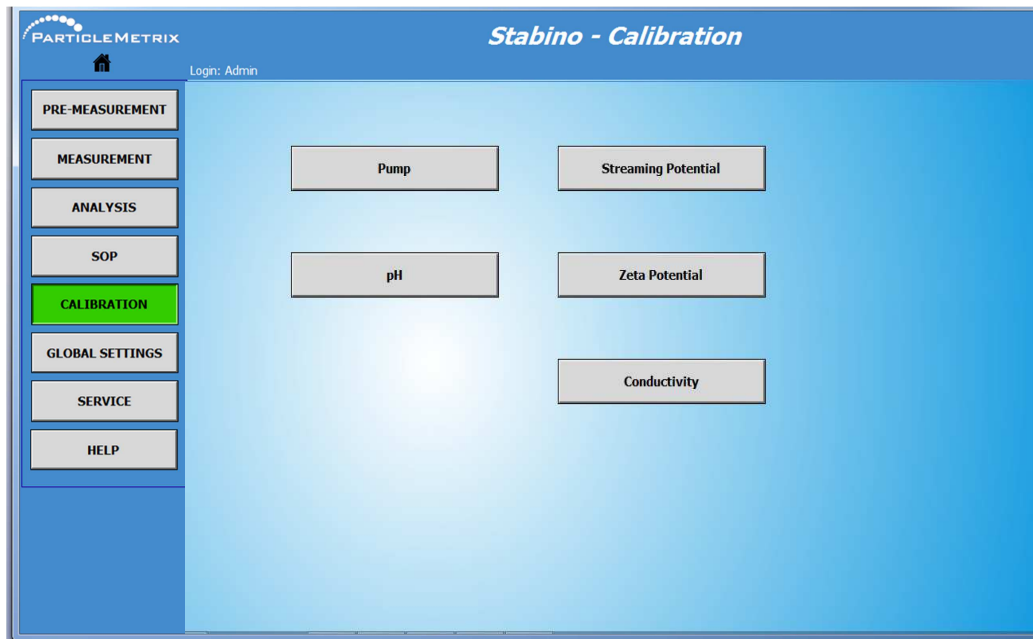 PARTICLEMETRIX
Stabino - Calibration
Login: Admin
PRE-MEASUREMENT
MEASUREMENT
ANALYSIS
SOP
CALIBRATION
GLOBAL SETTINGS
SERVICE
HELP
Pump
Streaming Potential
pH
Zeta Potential
Conductivity